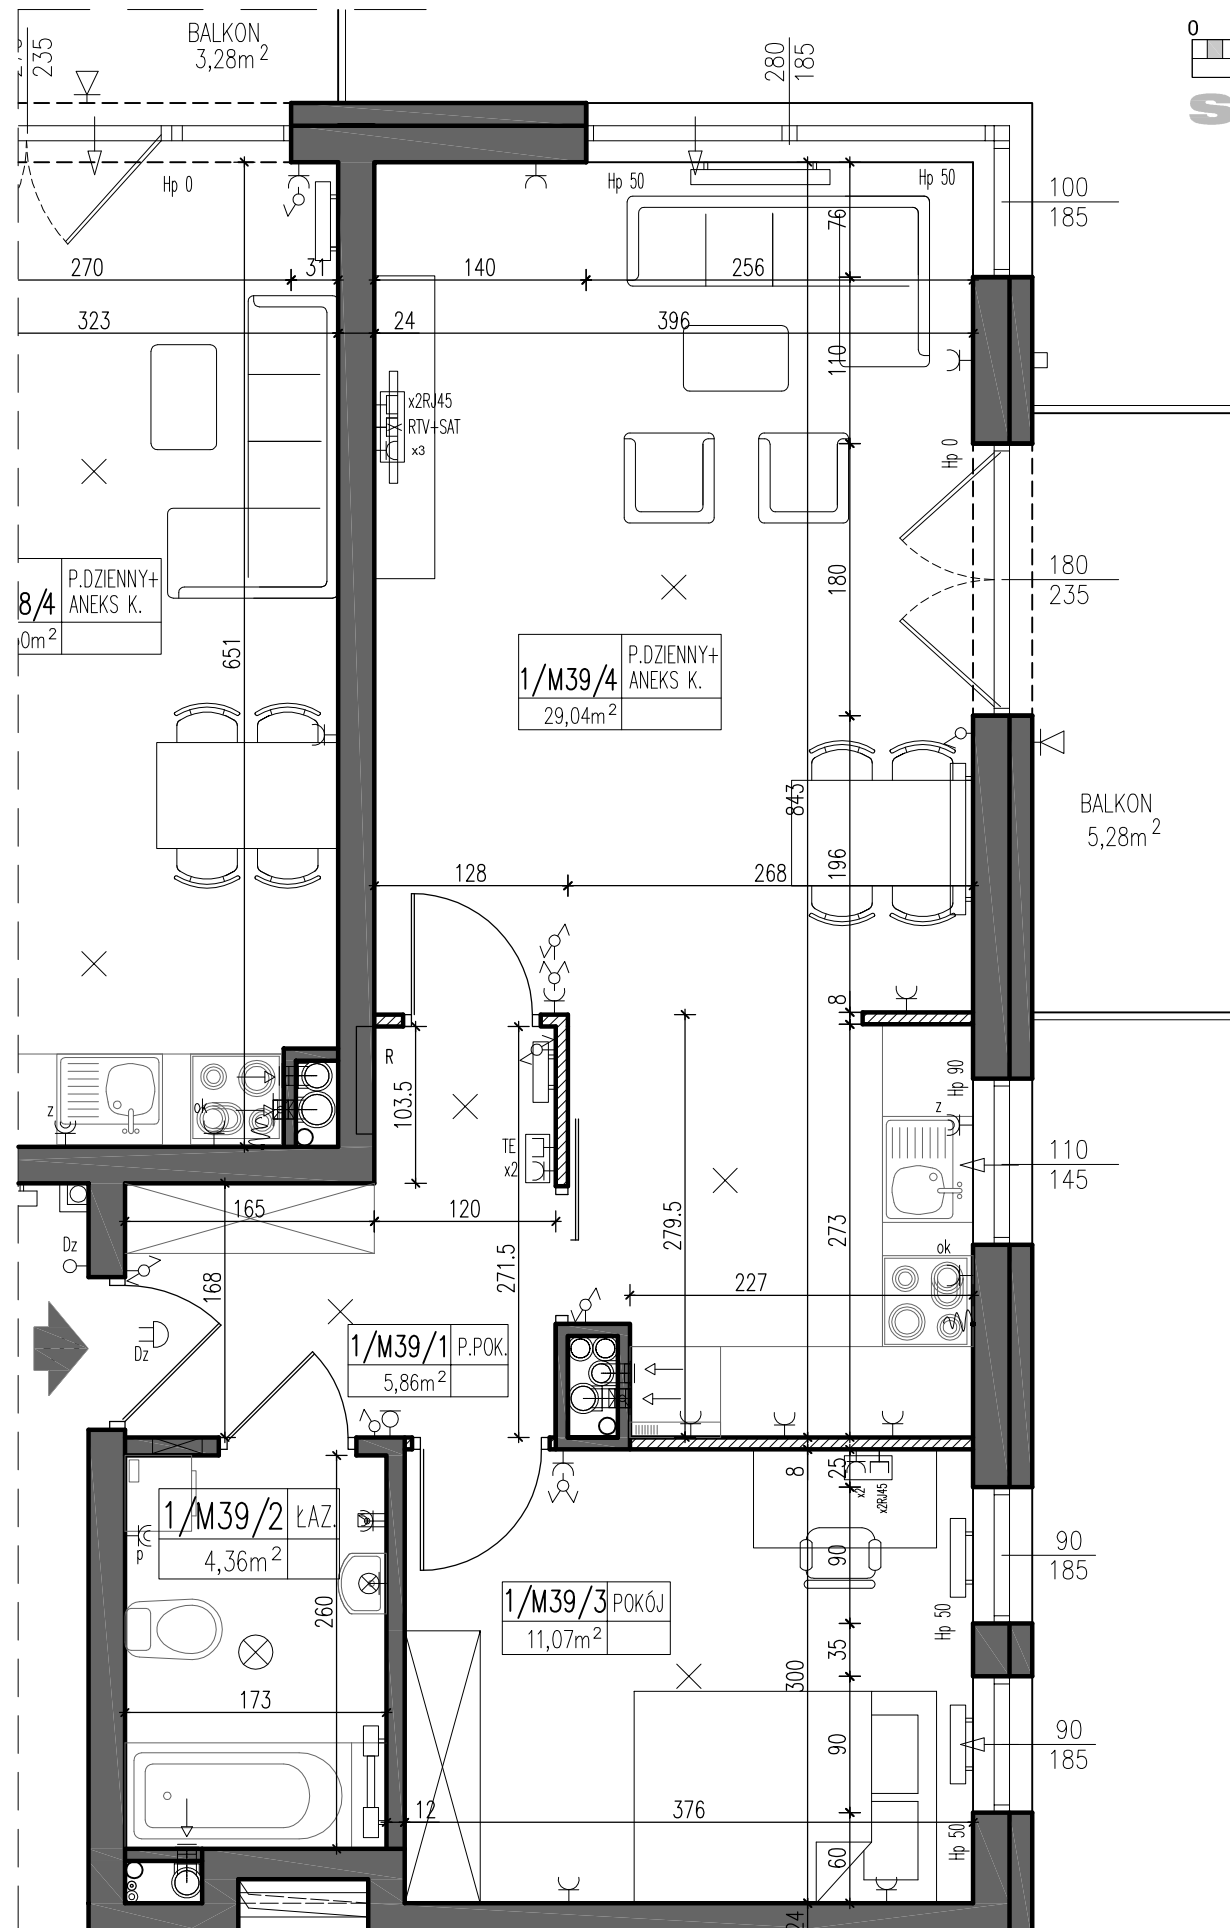 BALKON
3,28m²
235
280
185
0
S
Hp 0
Hp 50
Hp 50
100
185
76
270
31
140
256
323
24
396
110
x2RJ45
RTV-SAT
x3
Hp 0
180
180
235
8/4
P.DZIENNY+
ANEKS K.
0m²
651
1/M39/4
P.DZIENNY+
ANEKS K.
29,04m²
843
BALKON
5,28m²
128
268
196
8
R
103.5
Hp 90
z
ok
z
TE
x2
110
145
165
120
279.5
273
271.5
Dz
168
ok
227
Dz
1/M39/1
P.POK.
5,86m²
8
25
x2
x2RJ45
1/M39/2
ŁAZ.
4,36m²
p
90
90
185
260
1/M39/3
POKÓJ
11,07m²
Hp 50
35
300
173
90
90
185
12
376
Hp 50
60
24